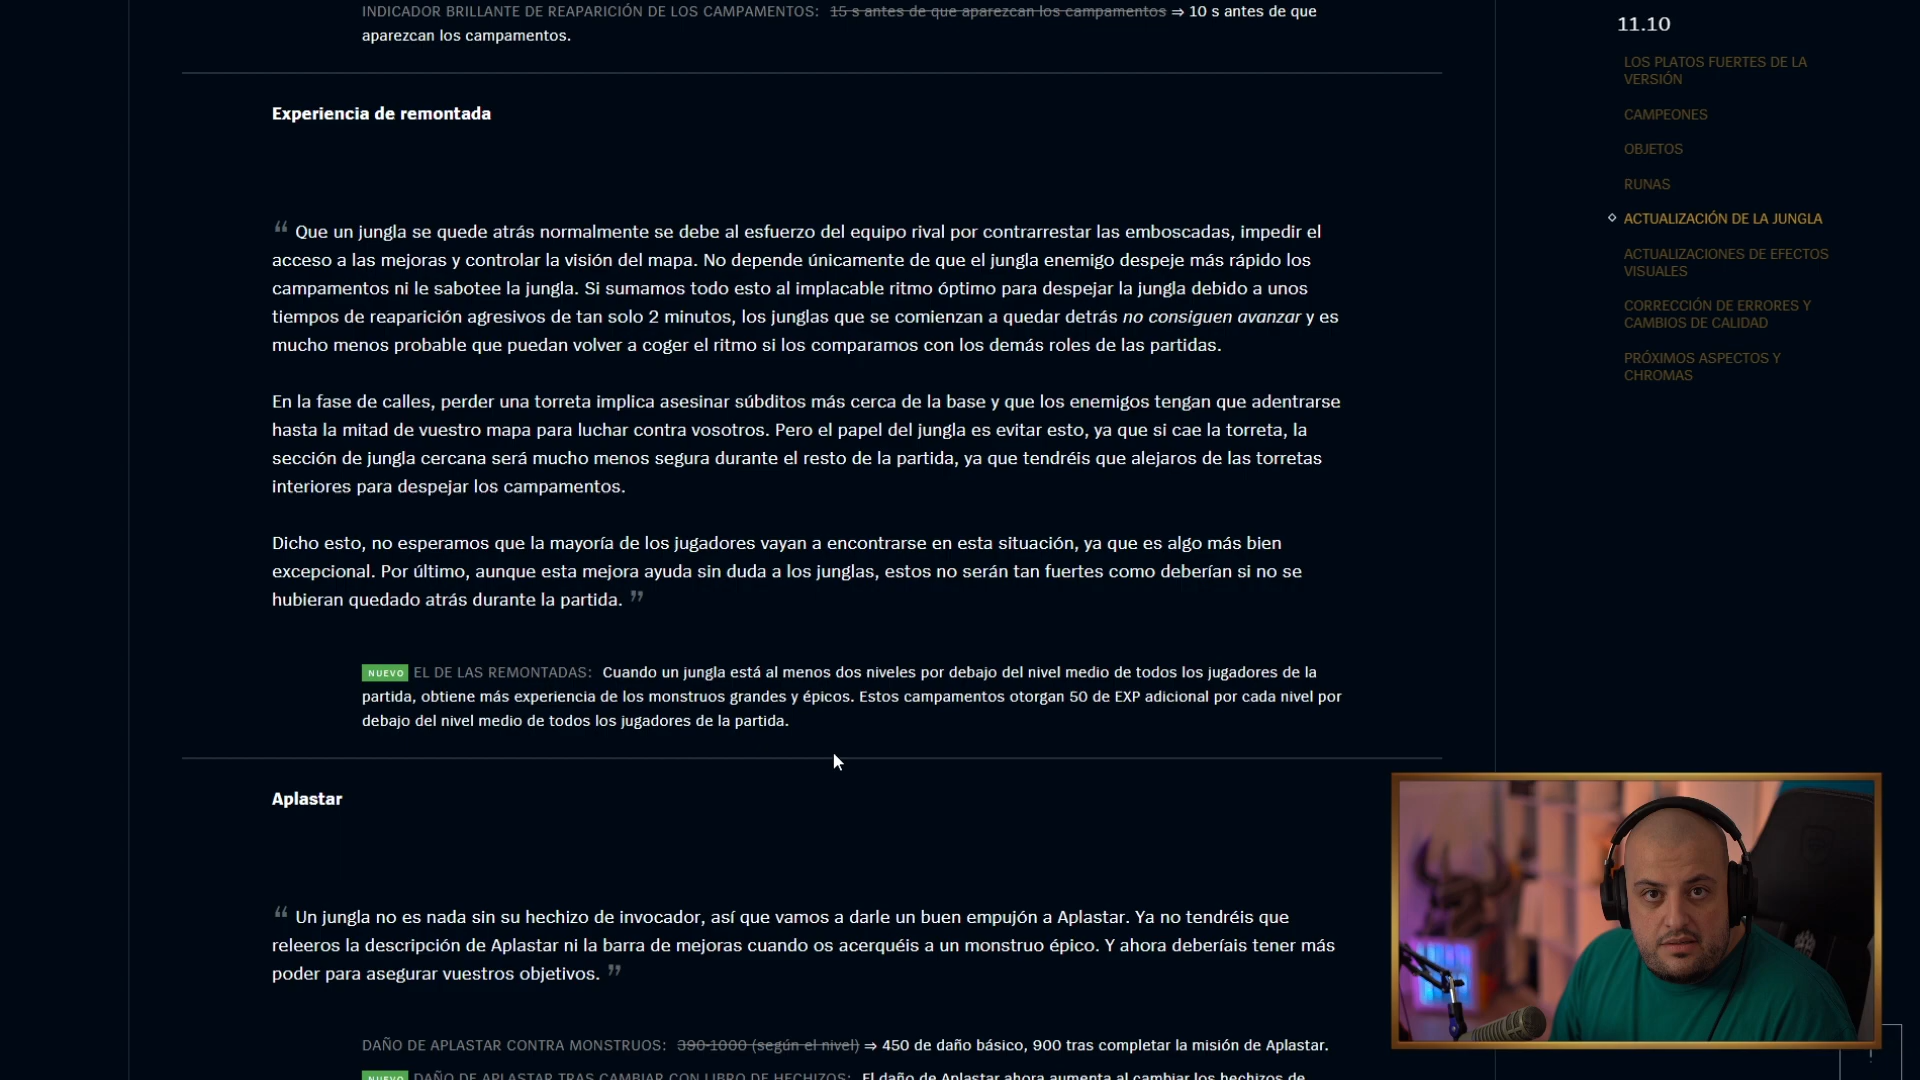 INDICADOR BRILLANTE DE REAPARICIÓN DE LOS CAMPAMENTOS: 15 s antes de que aparezcan los campamentos ⇒ 10 s antes de que
aparezcan los campamentos.
Experiencia de remontada
“ Que un jungla se quede atrás normalmente se debe al esfuerzo del equipo rival por contrarrestar las emboscadas, impedir el
acceso a las mejoras y controlar la visión del mapa. No depende únicamente de que el jungla enemigo despeje más rápido los
campamentos ni le sabotee la jungla. Si sumamos todo esto al implacable ritmo óptimo para despejar la jungla debido a unos
tiempos de reaparición agresivos de tan solo 2 minutos, los junglas que se comienzan a quedar detrás no consiguen avanzar y es
mucho menos probable que puedan volver a coger el ritmo si los comparamos con los demás roles de las partidas.
En la fase de calles, perder una torreta implica asesinar súbditos más cerca de la base y que los enemigos tengan que adentrarse
hasta la mitad de vuestro mapa para luchar contra vosotros. Pero el papel del jungla es evitar esto, ya que si cae la torreta, la
sección de jungla cercana será mucho menos segura durante el resto de la partida, ya que tendréis que alejaros de las torretas
interiores para despejar los campamentos.
Dicho esto, no esperamos que la mayoría de los jugadores vayan a encontrarse en esta situación, ya que es algo más bien
excepcional. Por último, aunque esta mejora ayuda sin duda a los junglas, estos no serán tan fuertes como deberían si no se
hubieran quedado atrás durante la partida. ”
NUEVO EL DE LAS REMONTADAS: Cuando un jungla está al menos dos niveles por debajo del nivel medio de todos los jugadores de la
partida, obtiene más experiencia de los monstruos grandes y épicos. Estos campamentos otorgan 50 de EXP adicional por cada nivel por
debajo del nivel medio de todos los jugadores de la partida.
Aplastar
“ Un jungla no es nada sin su hechizo de invocador, así que vamos a darle un buen empujón a Aplastar. Ya no tendréis que
releeros la descripción de Aplastar ni la barra de mejoras cuando os acerquéis a un monstruo épico. Y ahora deberíais tener más
poder para asegurar vuestros objetivos. ”
DAÑO DE APLASTAR CONTRA MONSTRUOS: 390-1000 (según el nivel) ⇒ 450 de daño básico, 900 tras completar la misión de Aplastar.
NUEVO DAÑO DE APLASTAR TRAS CAMBIAR CON LIBRO DE HECHIZOS: El daño de Aplastar ahora aumenta al cambiar los hechizos de
11.10
LOS PLATOS FUERTES DE LA
VERSIÓN
CAMPEONES
OBJETOS
RUNAS
ACTUALIZACIÓN DE LA JUNGLA
ACTUALIZACIONES DE EFECTOS
VISUALES
CORRECCIÓN DE ERRORES Y
CAMBIOS DE CALIDAD
PRÓXIMOS ASPECTOS Y
CHROMAS